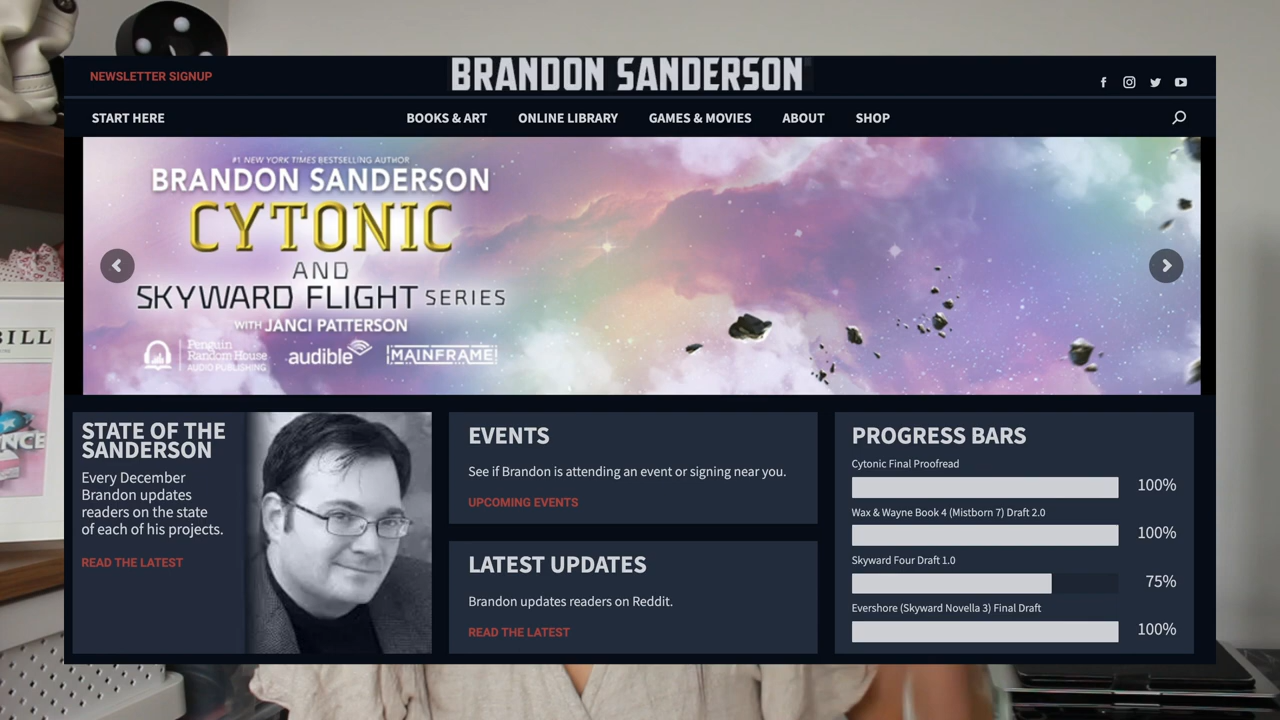 NEWSLETTER SIGNUP
BRANDON SANDERSON
START HERE
BOOKS & ART
ONLINE LIBRARY
GAMES & MOVIES
ABOUT
SHOP
#1 NEW YORK TIMES BESTSELLING AUTHOR
BRANDON SANDERSON
CYTONIC
AND
SKYWARD FLIGHT SERIES
WITH JANCI PATTERSON
Penguin
Random House
AUDIO PUBLISHING
audible
MAINFRAME
BILL
NCE
STATE OF THE
SANDERSON
Every December
Brandon updates
readers on the state
of each of his projects.
READ THE LATEST
EVENTS
See if Brandon is attending an event or signing near you.
UPCOMING EVENTS
LATEST UPDATES
Brandon updates readers on Reddit.
READ THE LATEST
PROGRESS BARS
Cytonic Final Proofread
100%
Wax & Wayne Book 4 (Mistborn 7) Draft 2.0
100%
Skyward Four Draft 1.0
75%
Evershore (Skyward Novella 3) Final Draft
100%